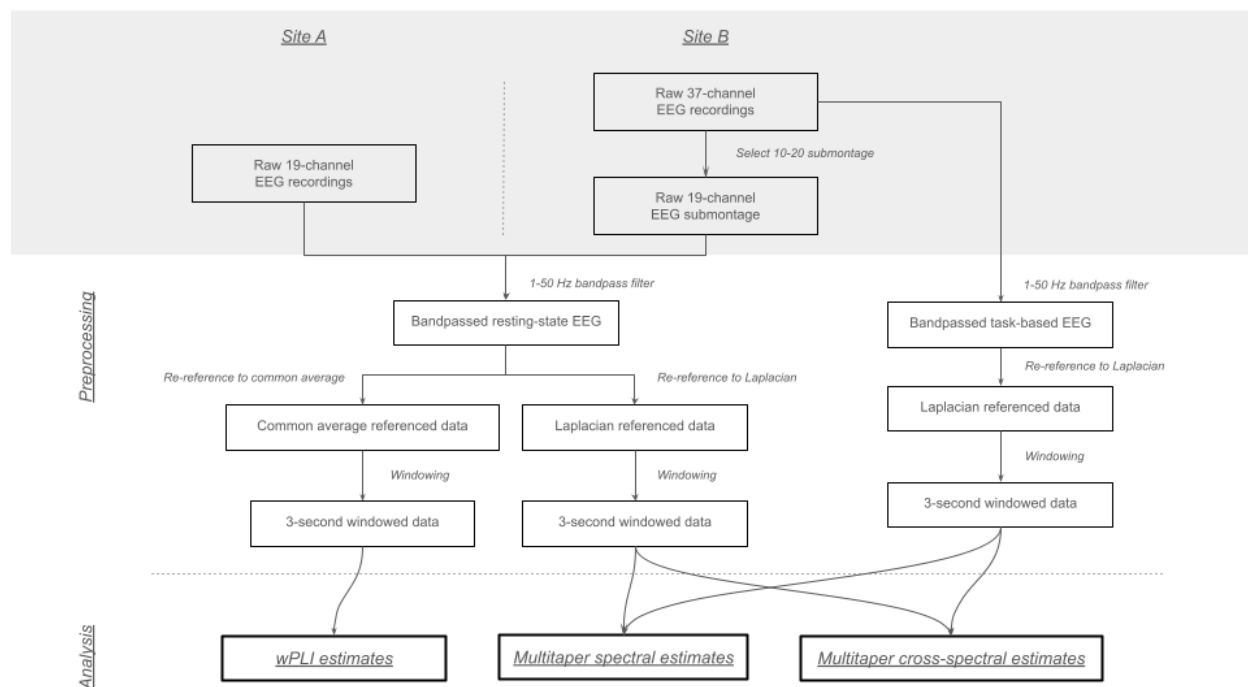 Site A
Site B
Raw 37-channel
EEG recordings
Select 10-20 submontage
Raw 19-channel
EEG recordings
Raw 19-channel
EEG submontage
Preprocessing
1-50 Hz bandpass filter
1-50 Hz bandpass filter
Bandpassed resting-state EEG
Bandpassed task-based EEG
Re-reference to common average
Re-reference to Laplacian
Re-reference to Laplacian
Common average referenced data
Laplacian referenced data
Laplacian referenced data
Windowing
Windowing
Windowing
3-second windowed data
3-second windowed data
3-second windowed data
Analysis
wPLI estimates
Multitaper spectral estimates
Multitaper cross-spectral estimates